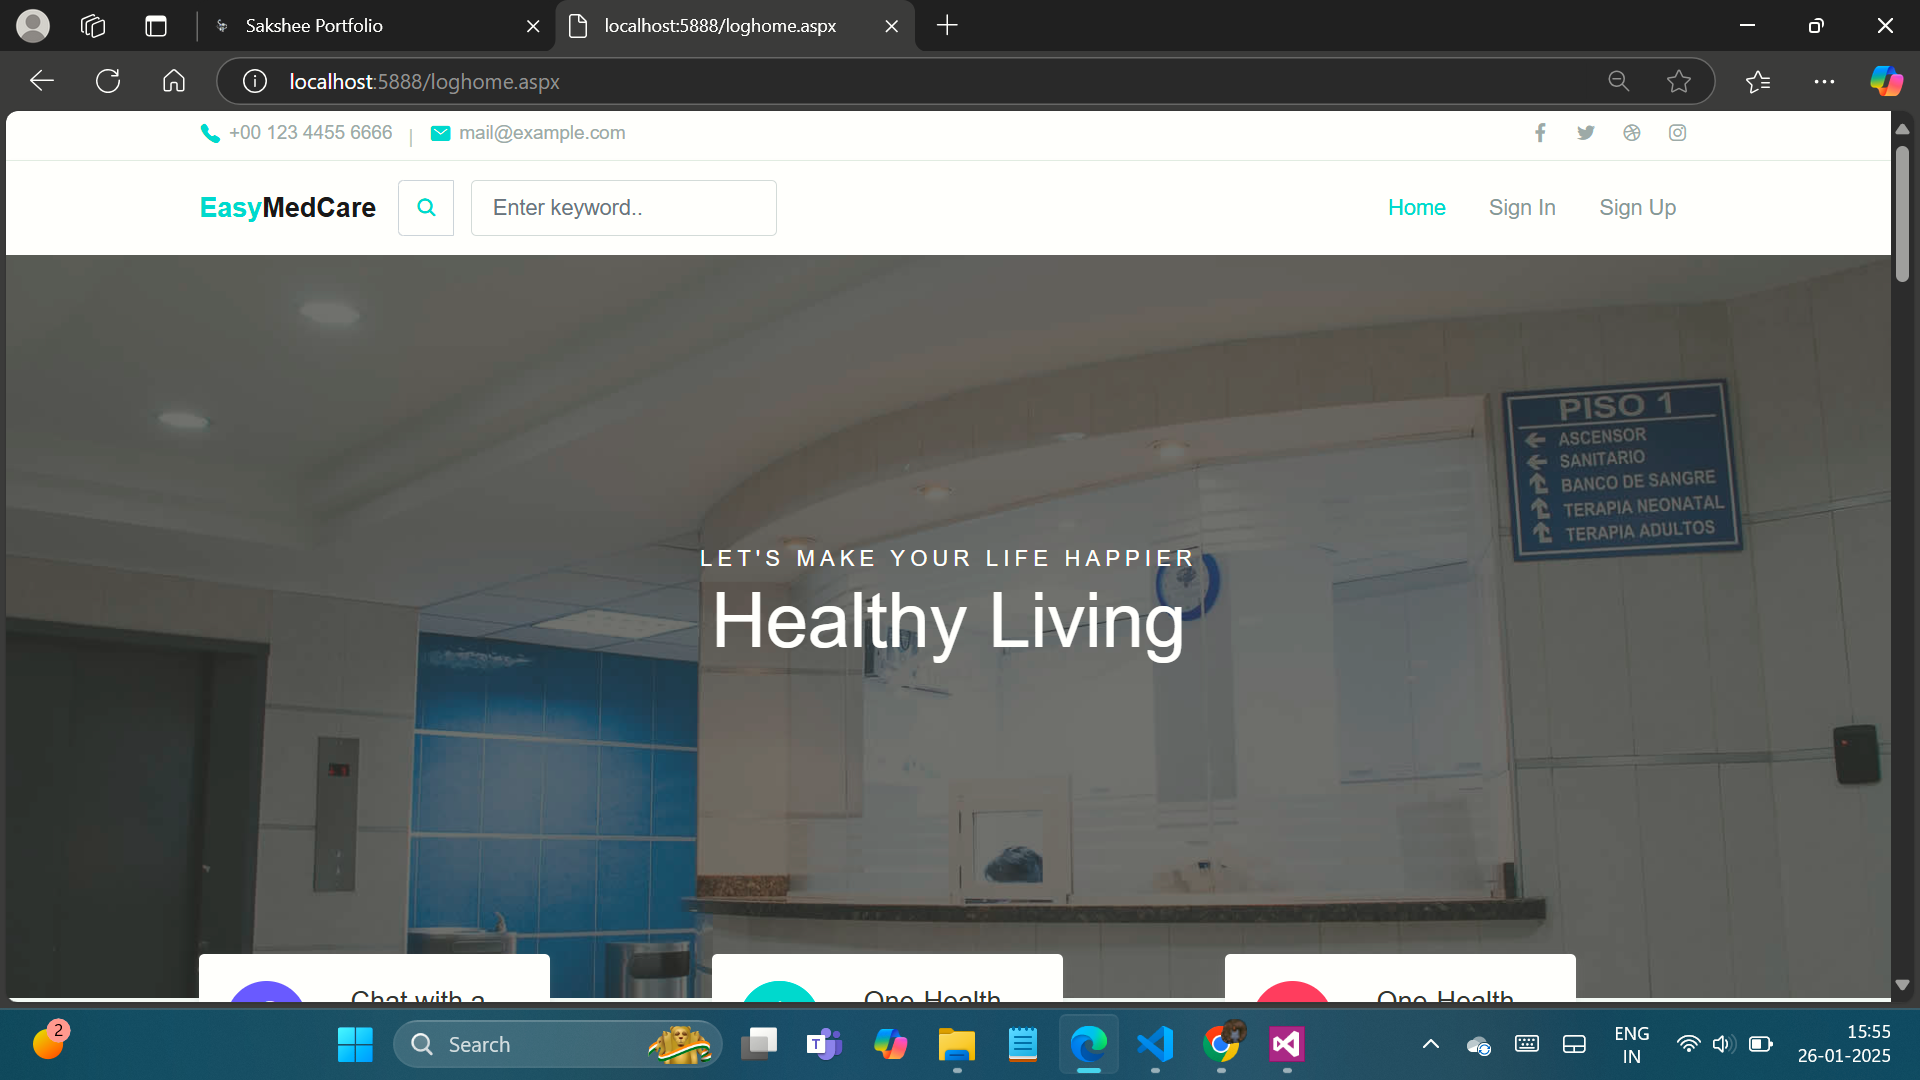 Sakshee Portfolio
localhost:5888/loghome.aspx
localhost:5888/loghome.aspx
+00 123 4455 6666 | mail@example.com
EasyMedCare
Enter keyword..
Home
Sign In
Sign Up
PISO 1
ASCENSOR
SANITARIO
BANCO DE SANGRE
TERAPIA NEONATAL
TERAPIA ADULTOS
LET'S MAKE YOUR LIFE HAPPIER
Healthy Living
Chat with a
One-Health
One-Health
2
Search
ENG
IN
15:55
26-01-2025